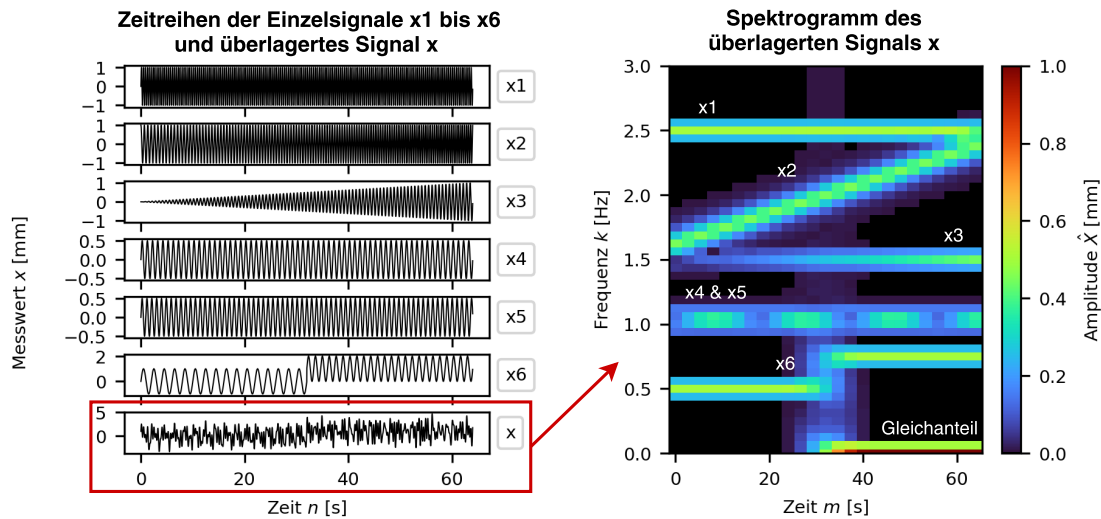 Zeitreihen der Einzelsignale x1 bis x6
und überlagertes Signal x
1
0
−1
x1
1
0
−1
x2
1
0
−1
x3
0.5
0.0
−0.5
x4
0.5
0.0
−0.5
x5
2
0
x6
5
0
x
0 20 40 60
Zeit n [s]
Messwert x [mm]
Spektrogramm des
überlagerten Signals x
3.0
2.5
2.0
1.5
1.0
0.5
0.0
Frequenz k [Hz]
x1
x2
x3
x4 & x5
x6
Gleichanteil
0 20 40 60
Zeit m [s]
1.0
0.8
0.6
0.4
0.2
0.0
Amplitude X̂ [mm]